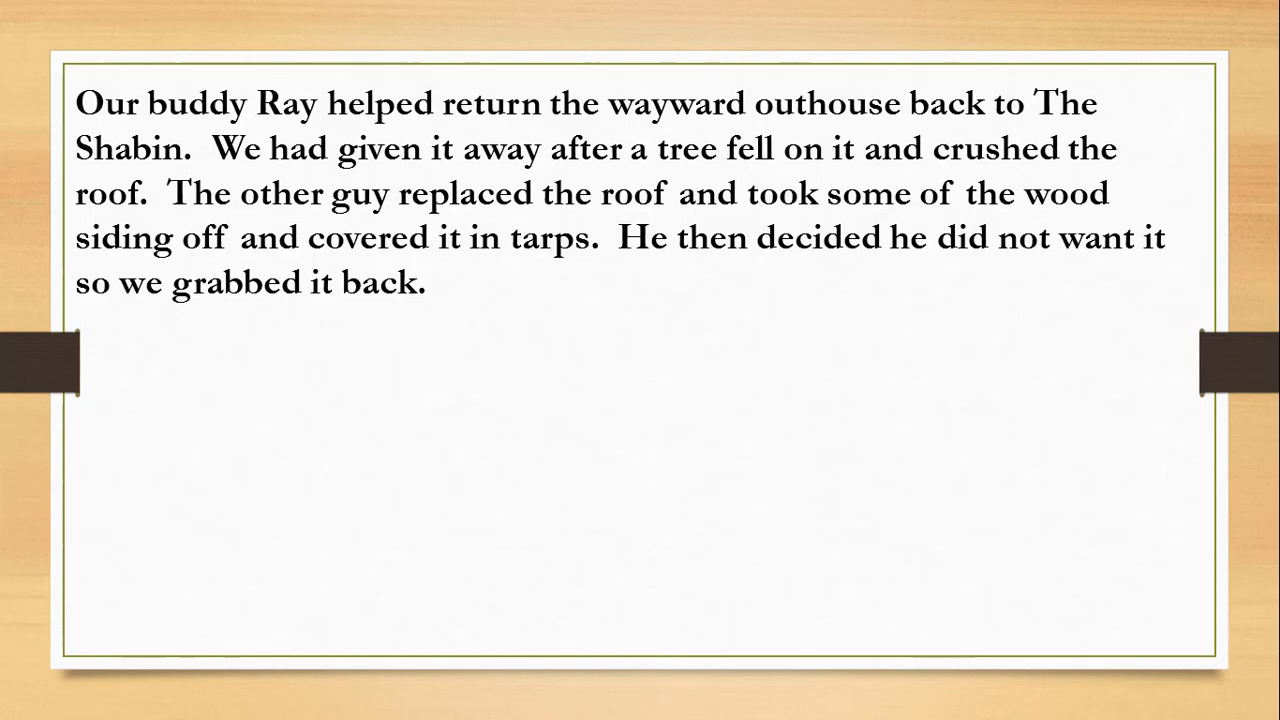 Our buddy Ray helped return the wayward outhouse back to The
Shabin.  We had given it away after a tree fell on it and crushed the
roof.  The other guy replaced the roof and took some of the wood
siding off and covered it in tarps.  He then decided he did not want it
so we grabbed it back.